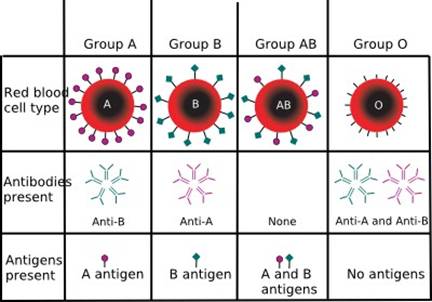 Group A Group B Group AB Group O
Red blood
cell type
A B AB O
Antibodies
present
Anti-B Anti-A None Anti-A and Anti-B
Antigens
present
A antigen B antigen A and B
antigens No antigens